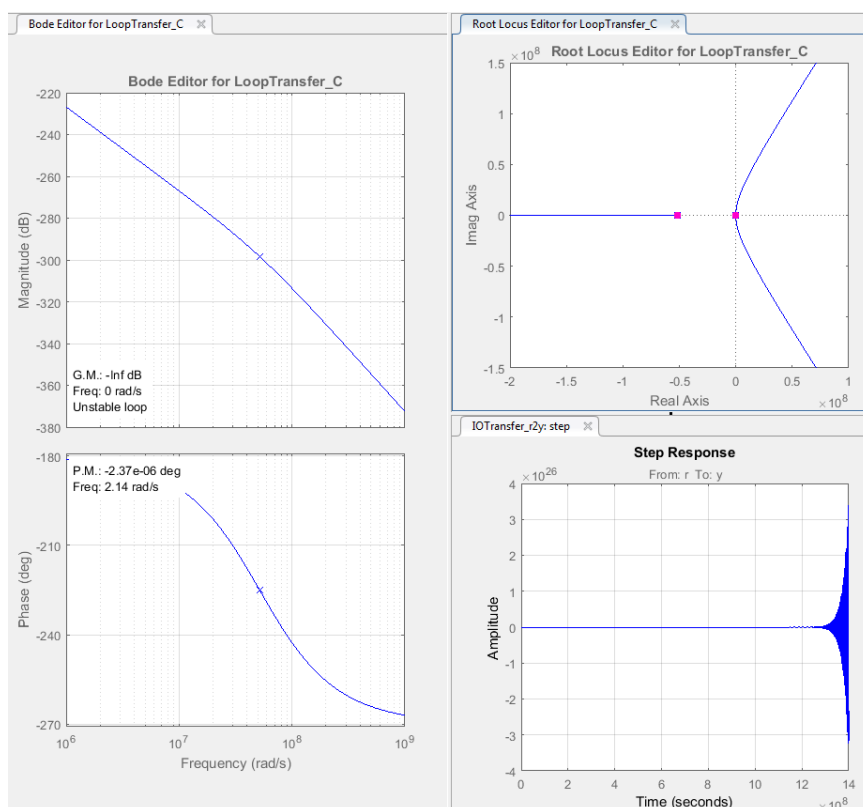 Bode Editor for LoopTransfer_C
Bode Editor for LoopTransfer_C
-220
-240
-260
-280
-300
-320
-340
-360
-380
Magnitude (dB)
G.M.: -Inf dB
Freq: 0 rad/s
Unstable loop
-179
-210
-240
-270
Phase (deg)
P.M.: -2.37e-06 deg
Freq: 2.14 rad/s
10^6
10^7
10^8
10^9
Frequency (rad/s)
Root Locus Editor for LoopTransfer_C
Root Locus Editor for LoopTransfer_C
×10^8
1.5
1
0.5
0
-0.5
-1
-1.5
Imag Axis
-2
-1.5
-1
-0.5
0
0.5
1
×10^8
Real Axis
IOTransfer_r2y: step
Step Response
From: r To: y
×10^26
4
3
2
1
0
-1
-2
-3
-4
Amplitude
0
2
4
6
8
10
12
14
×10^8
Time (seconds)